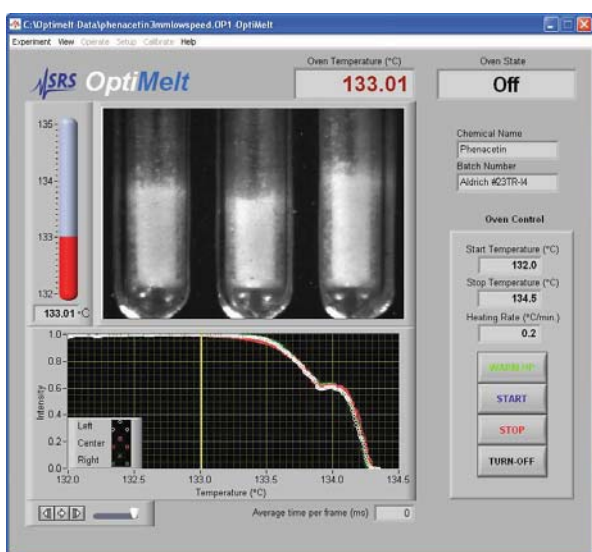 C:\Optimelt Data\phenacetin3mmlowspeed.OP1-OptiMelt
Experiment View Operate Setup Calibrate Help
SRS OptiMelt
Oven Temperature (°C)
133.01
Oven State
Off
135-
134-
133-
132-
133.01 °C
Chemical Name
Phenacetin
Batch Number
Aldrich #23TR-I4
Oven Control
Start Temperature (°C)
132.0
Stop Temperature (°C)
134.5
Heating Rate (°C/min.)
0.2
WARM-UP
START
STOP
TURN-OFF
1.0-
0.8-
0.6-
0.4-
0.2-
0.0-
Intensity
Left
Center
Right
132.0 132.5 133.0 133.5 134.0 134.5
Temperature (°C)
Average time per frame (ms) 0